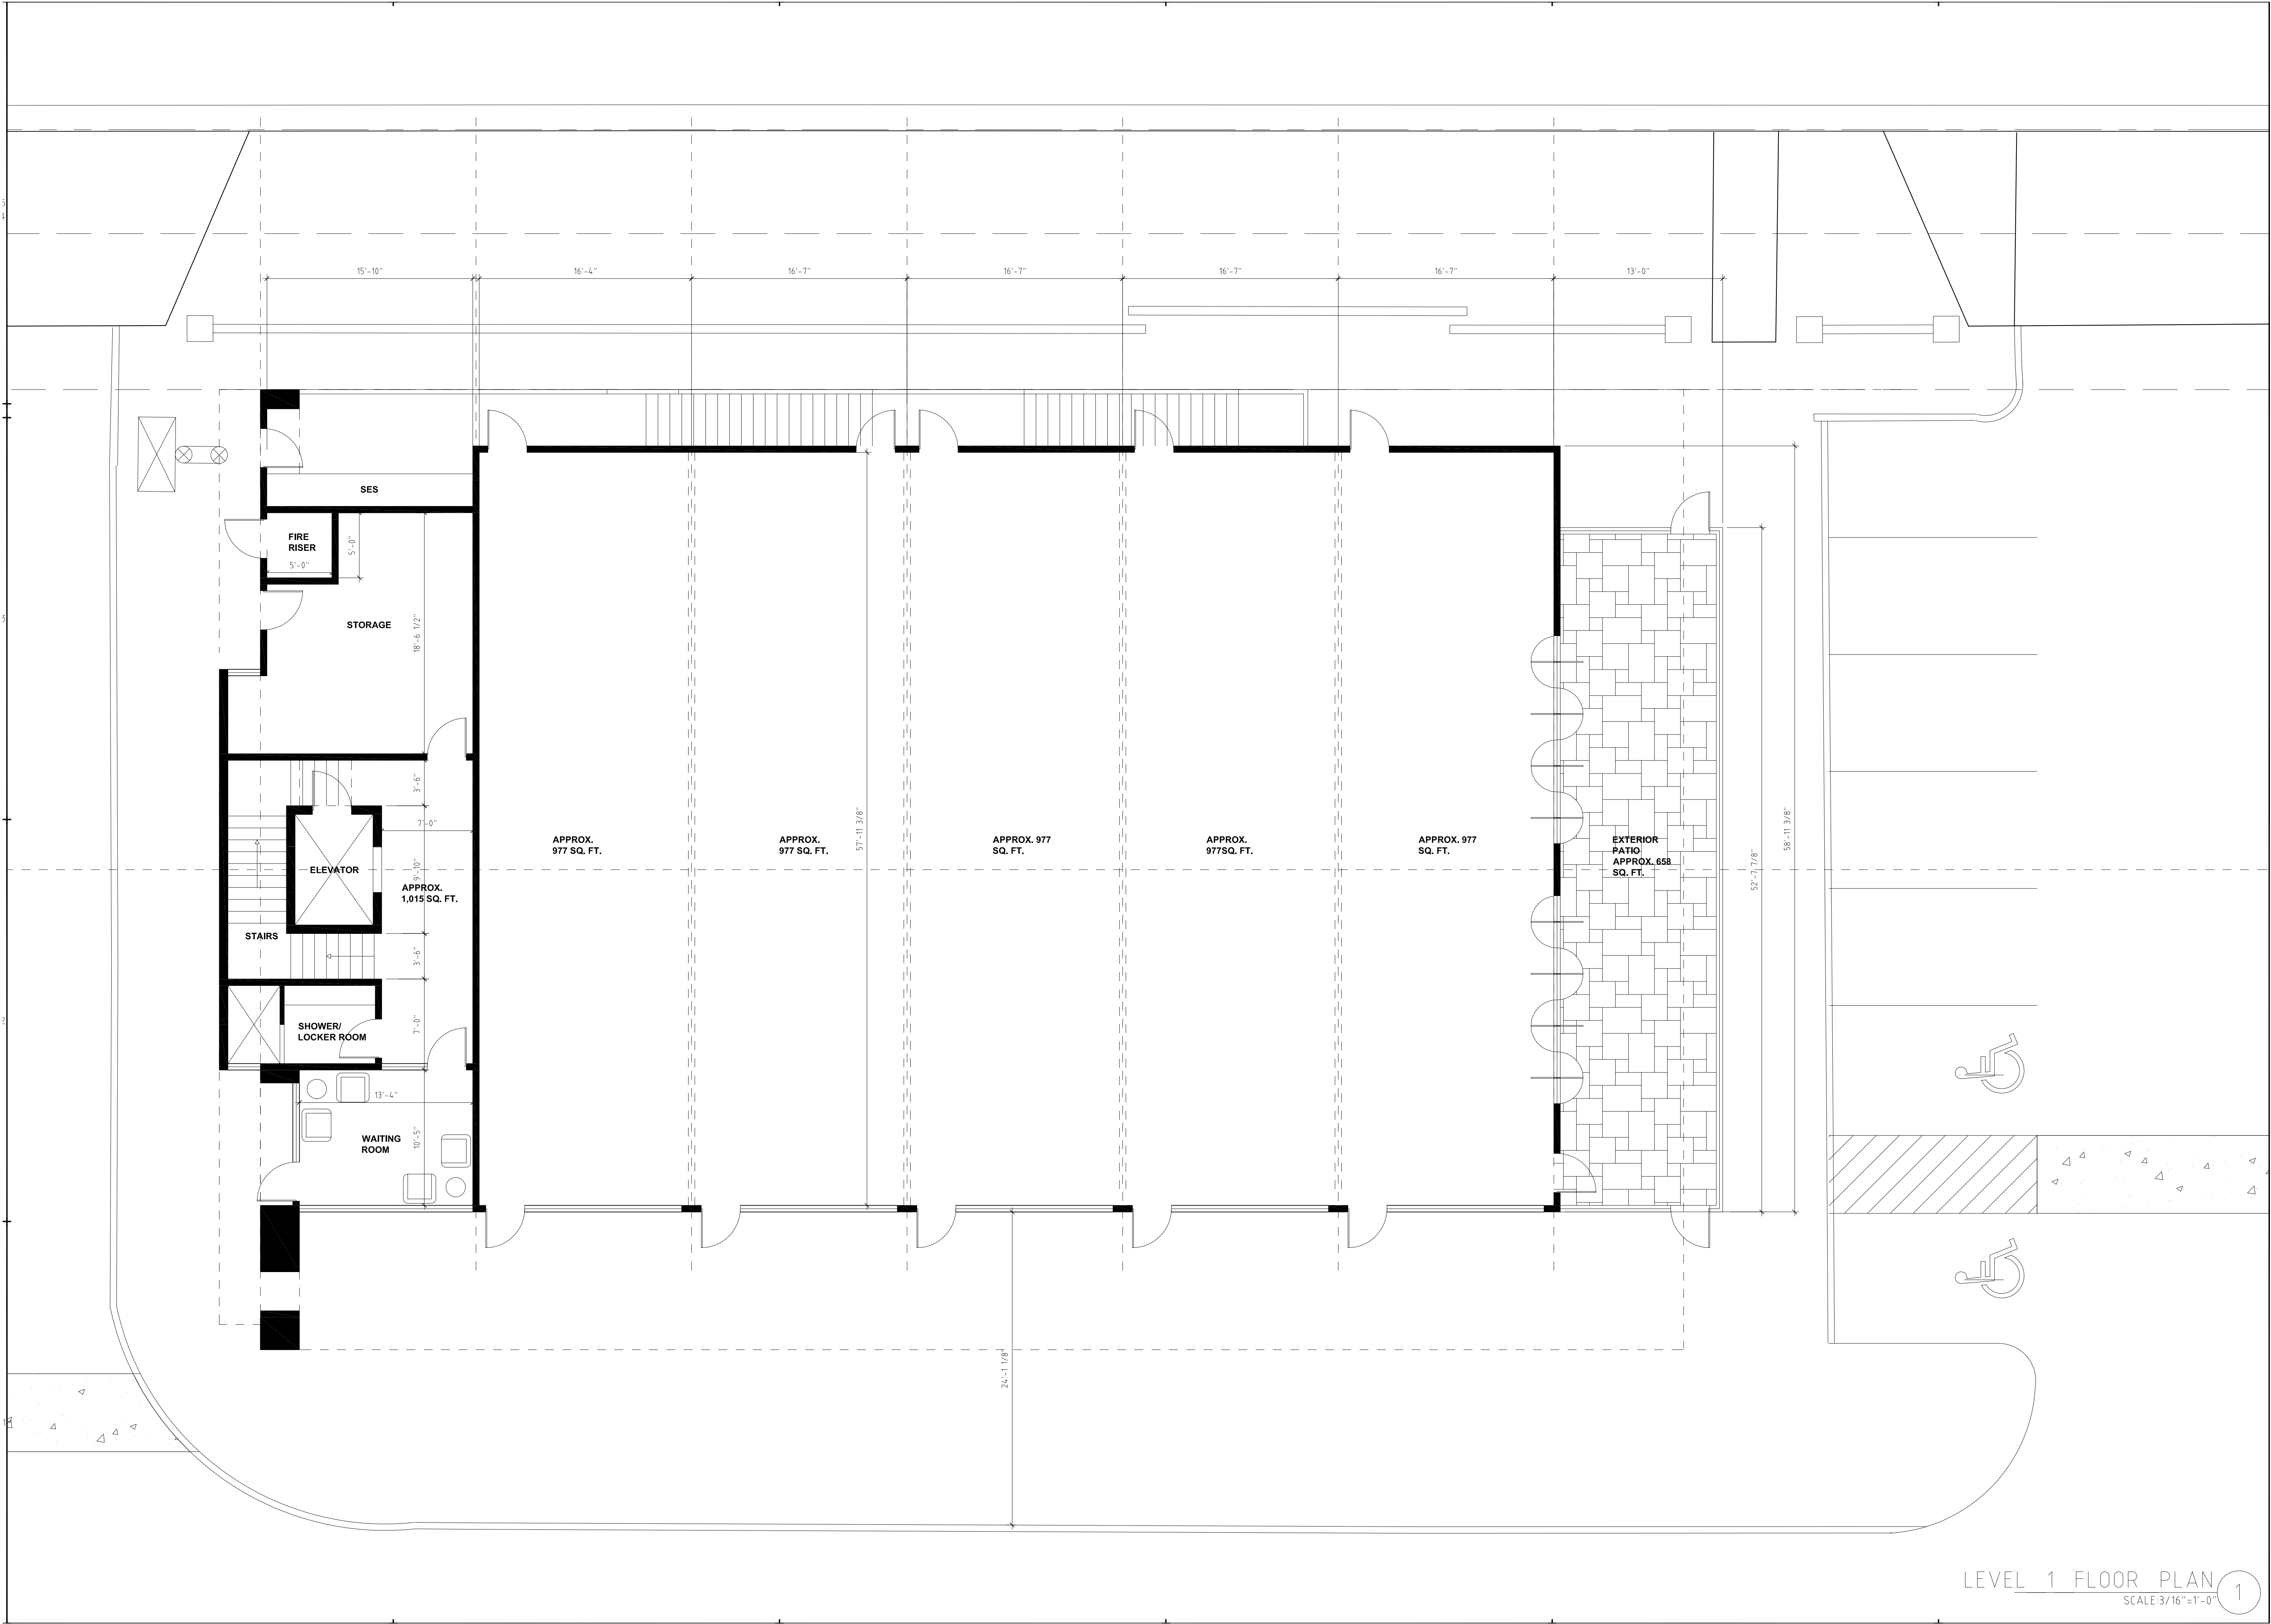 15'-10"
16'-4"
16'-7"
16'-7"
16'-7"
16'-7"
13'-0"
SES
FIRE
RISER
5'-0"
5'-0"
STORAGE
18'-6 1/2"
3'-6"
7'-0"
9'-10"
ELEVATOR
APPROX.
1,015 SQ. FT.
STAIRS
3'-6"
SHOWER/
LOCKER ROOM
7'-0"
13'-4"
WAITING
ROOM
10'-5"
APPROX.
977 SQ. FT.
APPROX.
977 SQ. FT.
57'-11 3/8"
APPROX. 977
SQ. FT.
APPROX.
977SQ. FT.
APPROX. 977
SQ. FT.
EXTERIOR
PATIO
APPROX. 658
SQ. FT.
52'-7 7/8"
58'-11 3/8"
24'-1 1/8"
LEVEL 1 FLOOR PLAN
SCALE:3/16"=1'-0"
1